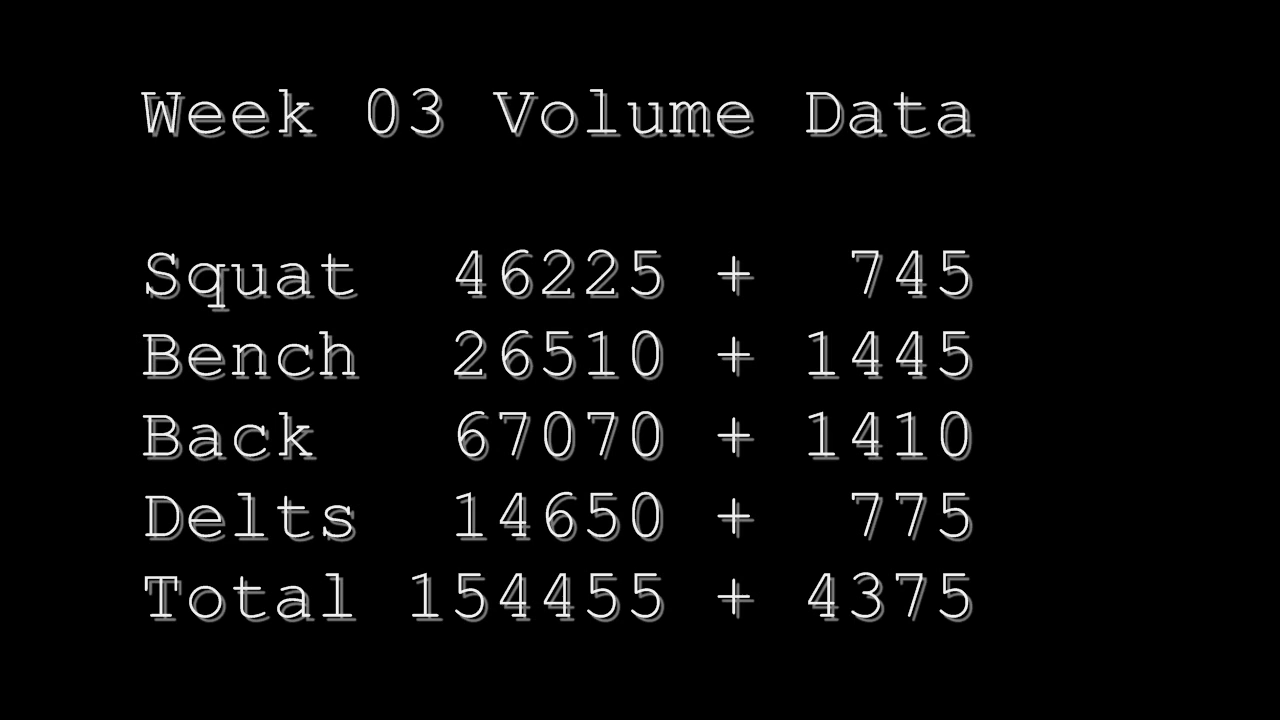 Week 03 Volume Data
Squat 46225 + 745
Bench 26510 + 1445
Back 67070 + 1410
Delts 14650 + 775
Total 154455 + 4375